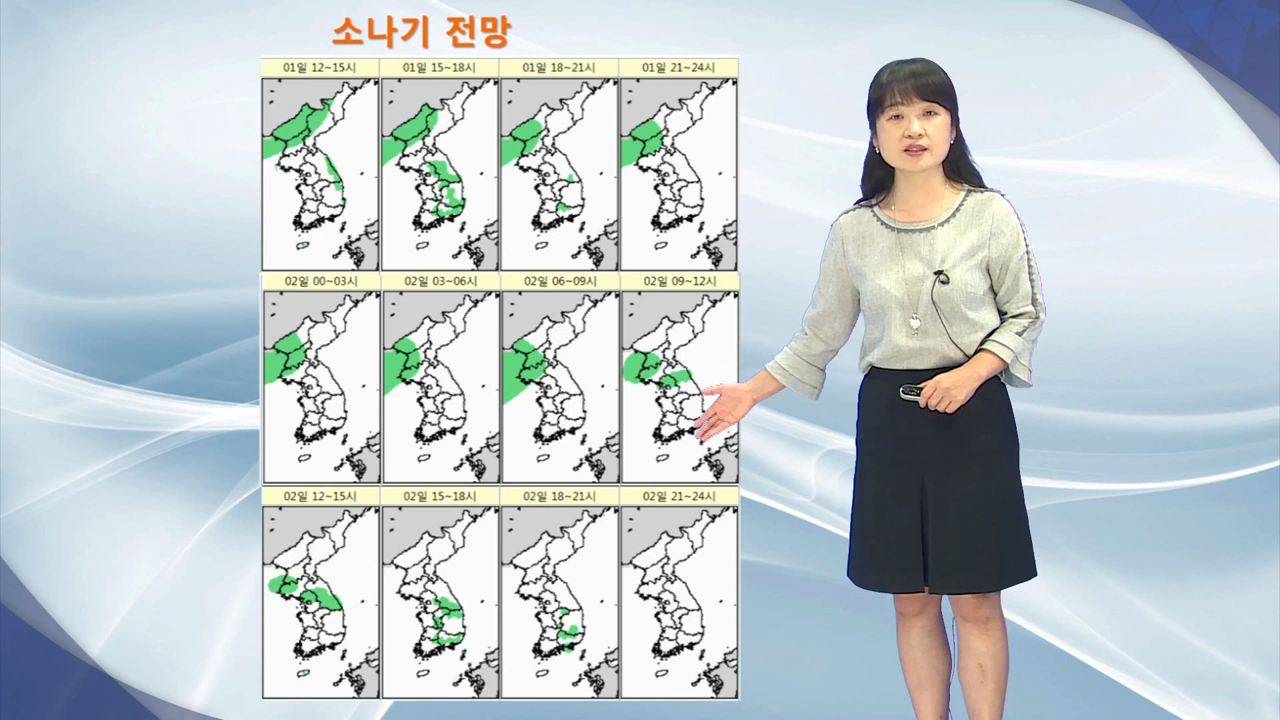 소나기 전망
01일 12~15시 01일 15~18시 01일 18~21시 01일 21~24시
02일 00~03시 02일 03~06시 02일 06~09시 02일 09~12시
02일 12~15시 02일 15~18시 02일 18~21시 02일 21~24시